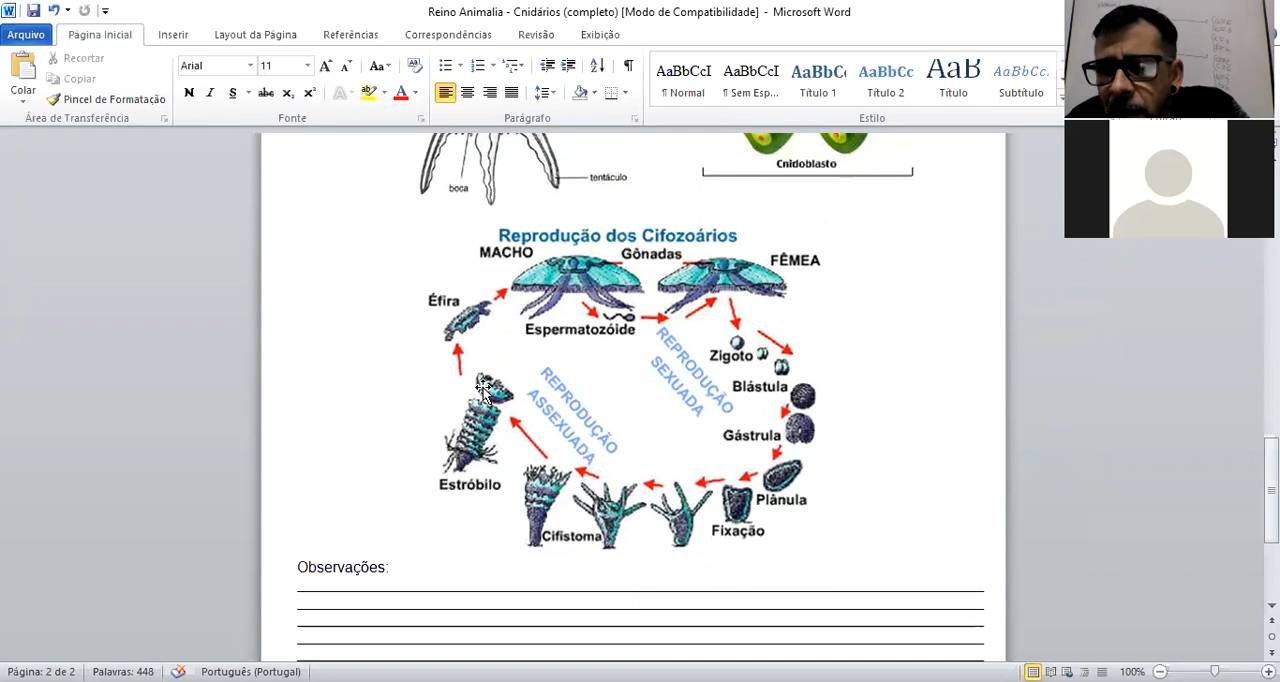 Reino Animalia - Cnidários (completo) [Modo de Compatibilidade] - Microsoft Word
Arquivo Página Inicial Inserir Layout da Página Referências Correspondências Revisão Exibição
Colar
Recortar
Copiar
Pincel de Formatação
Área de Transferência
Arial 11
Fonte
Parágrafo
AaBbCcI AaBbCcI AaBbCc AaBbCc AaB AaBbCc.
¶ Normal ¶ Sem Esp... Título 1 Título 2 Título Subtítulo
Estilo
boca
tentáculo
Cnidoblasto
Reprodução dos Cifozoários
MACHO Gônadas FÊMEA
Éfira
Espermatozóide
Zigoto
Blástula
Gástrula
Plânula
Fixação
Cifistoma
Estróbilo
REPRODUÇÃO
ASSEXUADA
REPRODUÇÃO
SEXUADA
Observações:
Página: 2 de 2 Palavras: 448 Português (Portugal) 100%